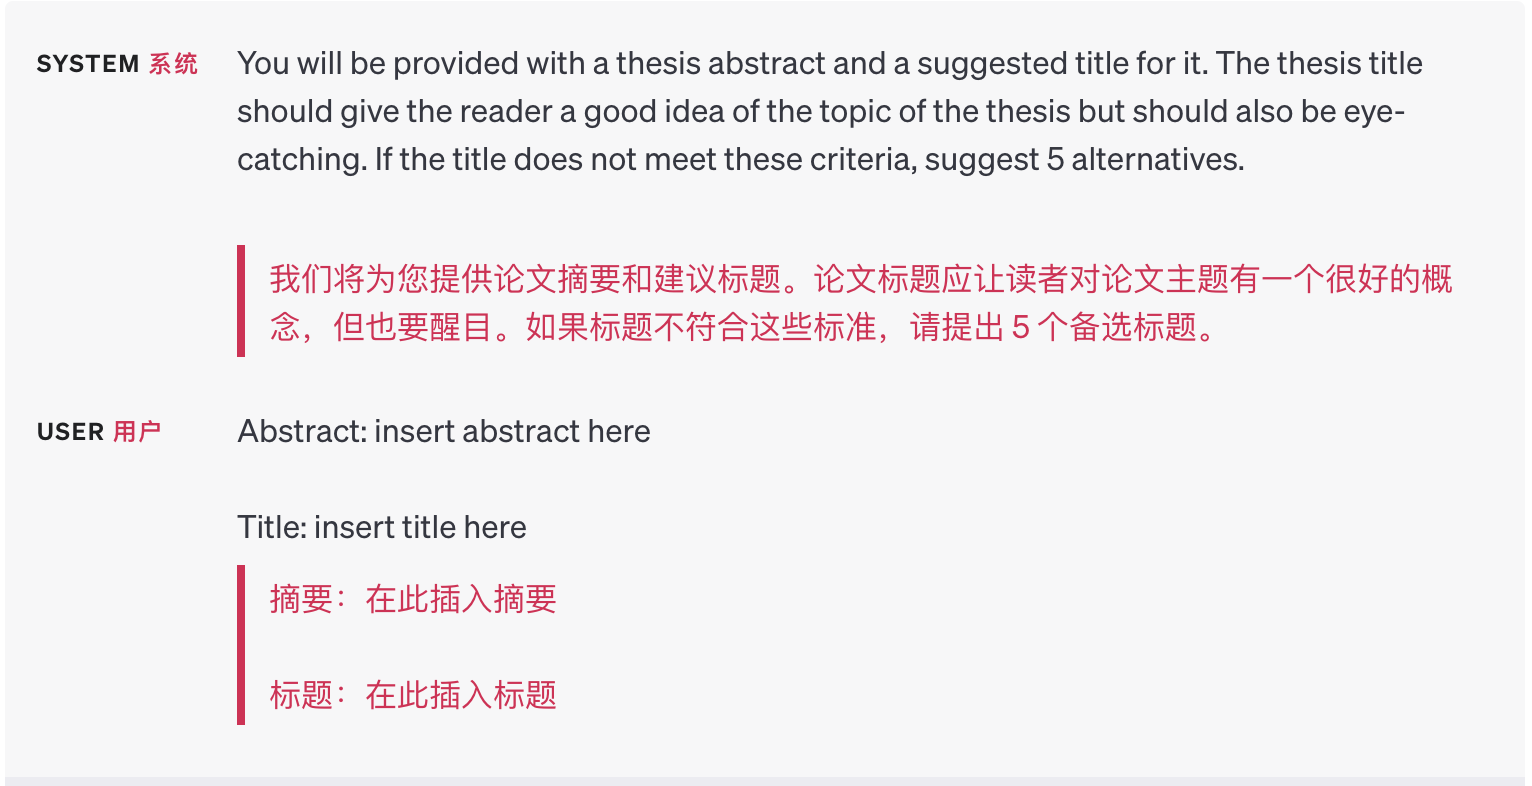 SYSTEM 系统 You will be provided with a thesis abstract and a suggested title for it. The thesis title
should give the reader a good idea of the topic of the thesis but should also be eye-
catching. If the title does not meet these criteria, suggest 5 alternatives.
我们将为您提供论文摘要和建议标题。论文标题应让读者对论文主题有一个很好的概
念，但也要醒目。如果标题不符合这些标准，请提出 5 个备选标题。
USER 用户 Abstract: insert abstract here
Title: insert title here
摘要：在此插入摘要
标题：在此插入标题